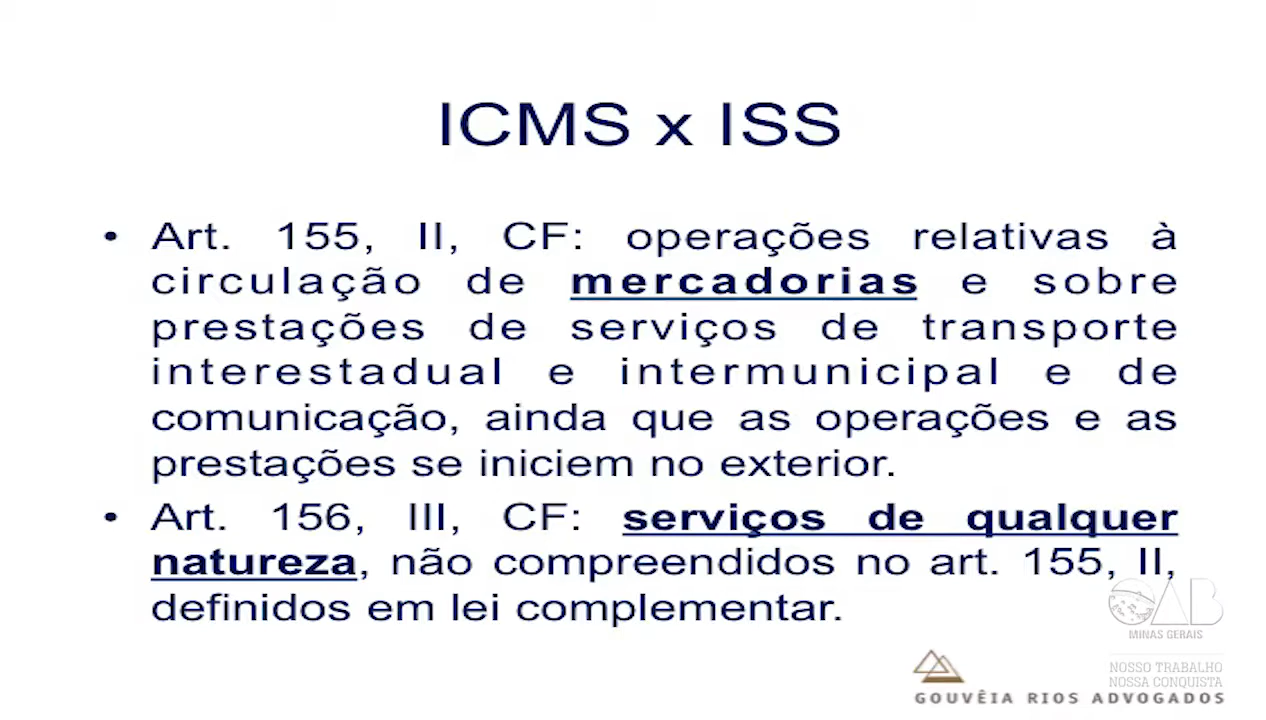 ICMS x ISS
• Art. 155, II, CF: operações relativas à
circulação de mercadorias e sobre
prestações de serviços de transporte
interestadual e intermunicipal e de
comunicação, ainda que as operações e as
prestações se iniciem no exterior.
• Art. 156, III, CF: serviços de qualquer
natureza, não compreendidos no art. 155, II,
definidos em lei complementar.
OAB
MINAS GERAIS
NOSSO TRABALHO
NOSSA CONQUISTA
GOUVÊIA RIOS ADVOGADOS